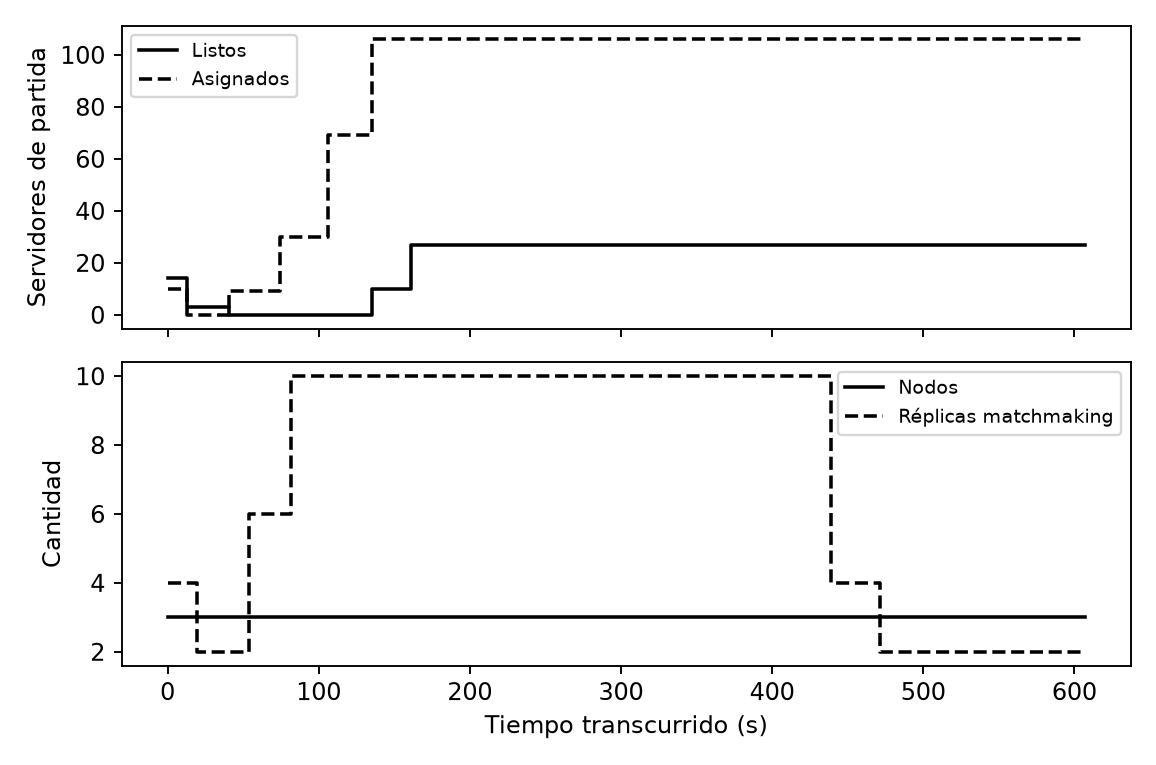 Servidores de partida
100
80
60
40
20
0
Listos
Asignados
Cantidad
10
8
6
4
2
Nodos
Réplicas matchmaking
0 100 200 300 400 500 600
Tiempo transcurrido (s)